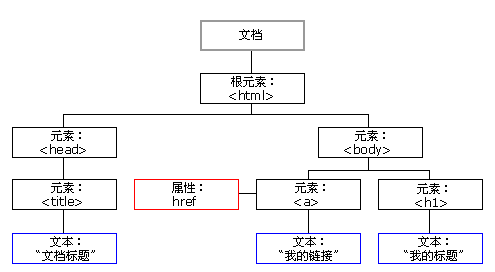 文档
根元素：
<html>
元素：
<head>
元素：
<body>
元素：
<title>
属性：
href
元素：
<a>
元素：
<h1>
文本：
“文档标题”
文本：
“我的链接”
文本：
“我的标题”